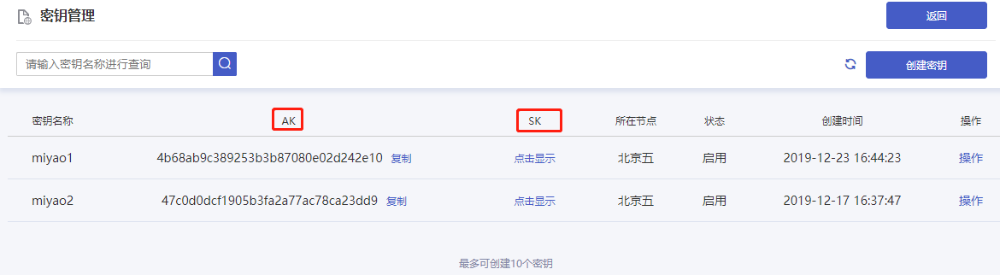 密钥管理 返回
请输入密钥名称进行查询 创建密钥
密钥名称 AK SK 所在节点 状态 创建时间 操作
miyao1 4b68ab9c389253b3b87080e02d242e10 复制 点击显示 北京五 启用 2019-12-23 16:44:23 操作
miyao2 47c0d0dcf1905b3fa2a77ac78ca23dd9 复制 点击显示 北京五 启用 2019-12-17 16:37:47 操作
最多可创建10个密钥